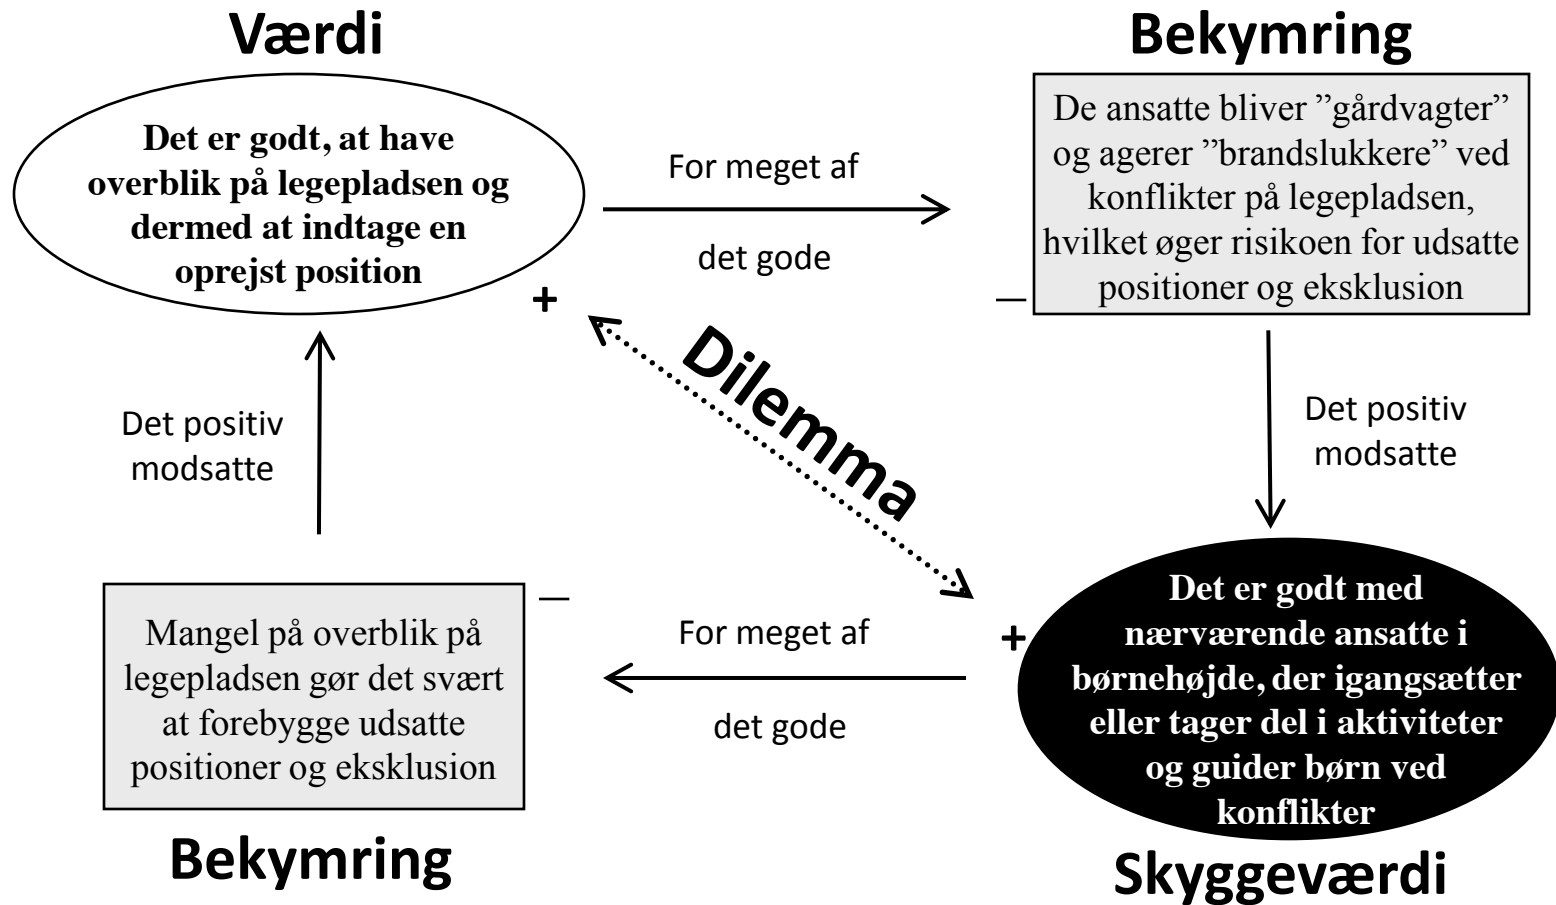 Værdi
Det er godt, at have
overblik på legepladsen og
dermed at indtage en
oprejst position
+
For meget af
det gode
Bekymring
De ansatte bliver ”gårdvagter”
og agerer ”brandslukkere” ved
konflikter på legepladsen,
hvilket øger risikoen for udsatte
positioner og eksklusion
—
Dilemma
Det positiv
modsatte
Det positiv
modsatte
Mangel på overblik på
legepladsen gør det svært
at forebygge udsatte
positioner og eksklusion
—
Bekymring
For meget af
det gode
+
Det er godt med
nærværende ansatte i
børnehøjde, der igangsætter
eller tager del i aktiviteter
og guider børn ved
konflikter
Skyggeværdi